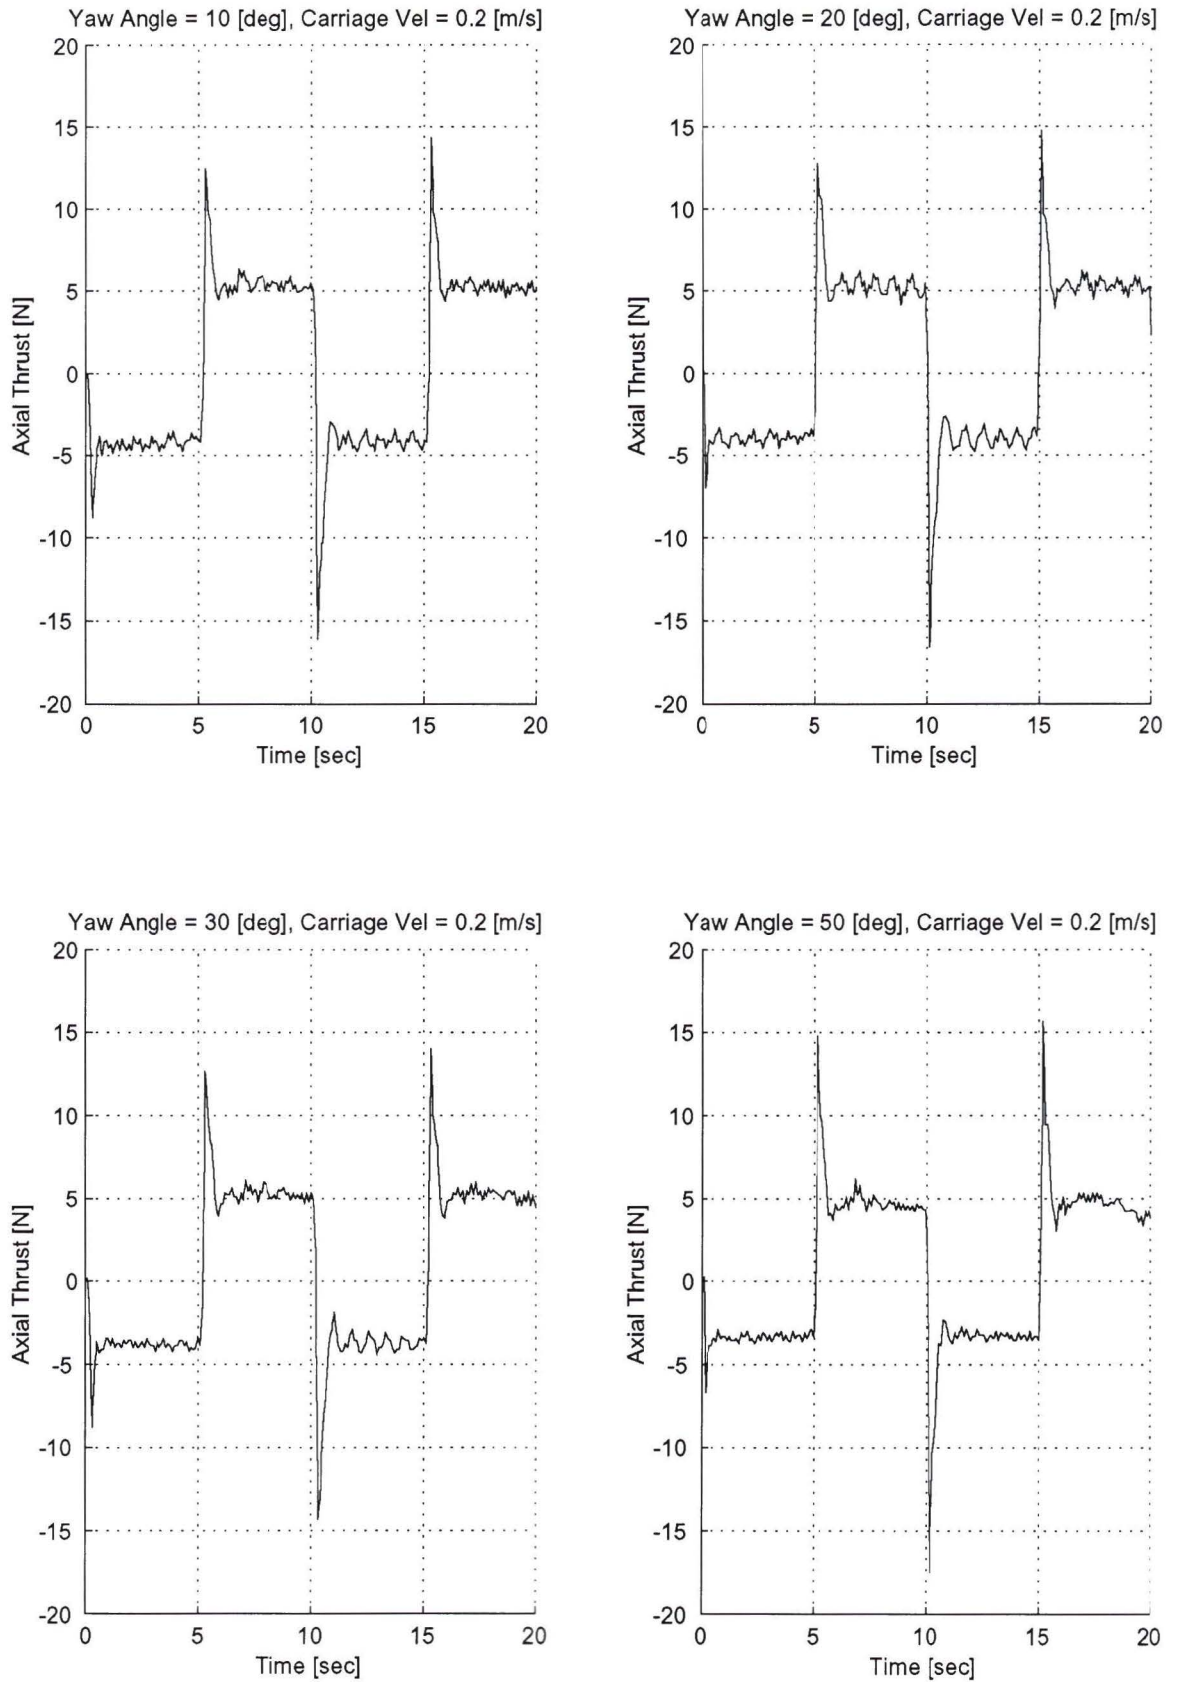 Yaw Angle = 10 [deg], Carriage Vel = 0.2 [m/s]
20
15
10
5
0
-5
-10
-15
-20
Axial Thrust [N]
0 5 10 15 20
Time [sec]
Yaw Angle = 20 [deg], Carriage Vel = 0.2 [m/s]
20
15
10
5
0
-5
-10
-15
-20
Axial Thrust [N]
0 5 10 15 20
Time [sec]
Yaw Angle = 30 [deg], Carriage Vel = 0.2 [m/s]
20
15
10
5
0
-5
-10
-15
-20
Axial Thrust [N]
0 5 10 15 20
Time [sec]
Yaw Angle = 50 [deg], Carriage Vel = 0.2 [m/s]
20
15
10
5
0
-5
-10
-15
-20
Axial Thrust [N]
0 5 10 15 20
Time [sec]